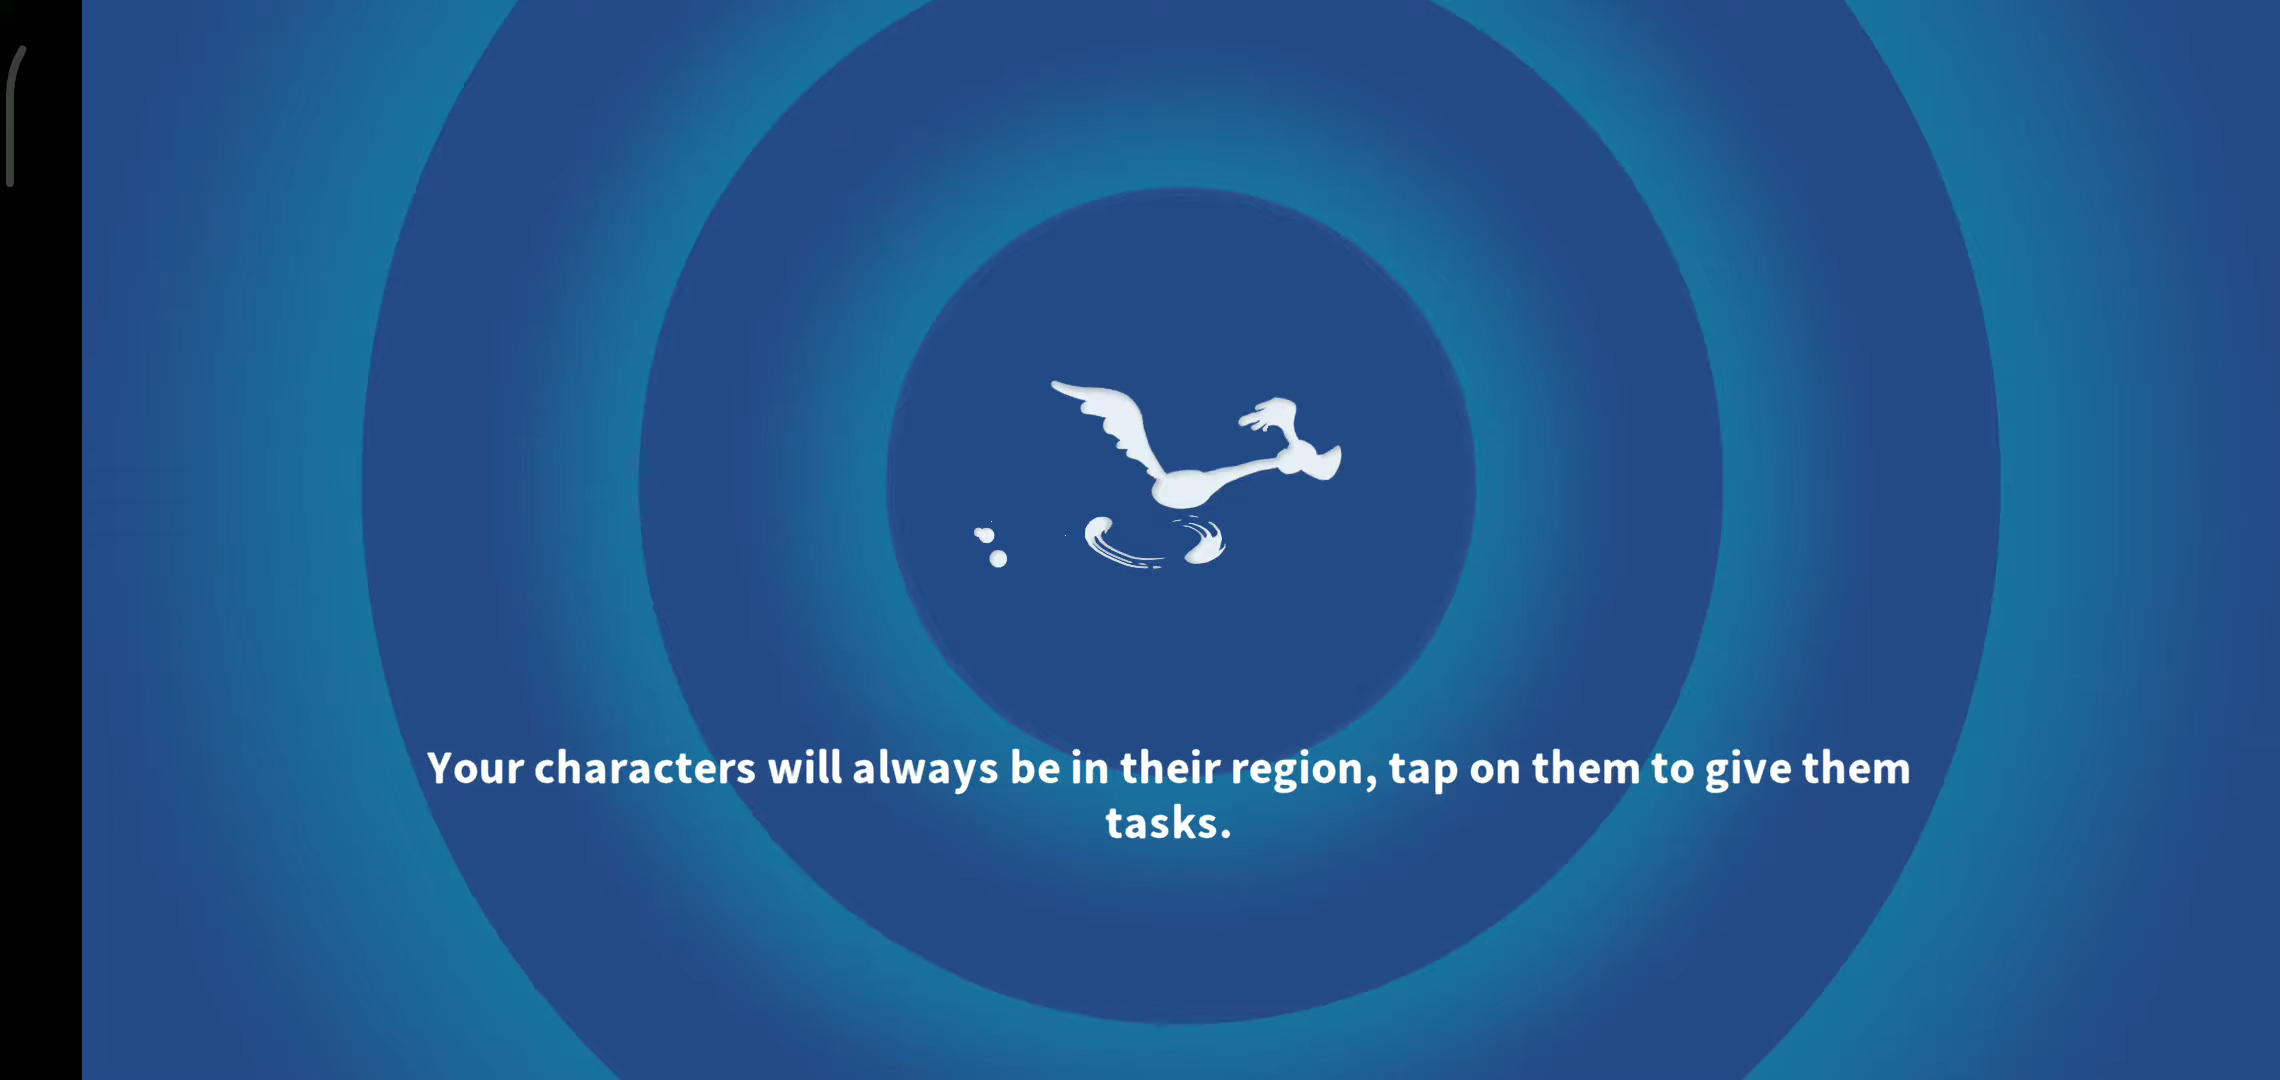 Your characters will always be in their region, tap on them to give them
tasks.